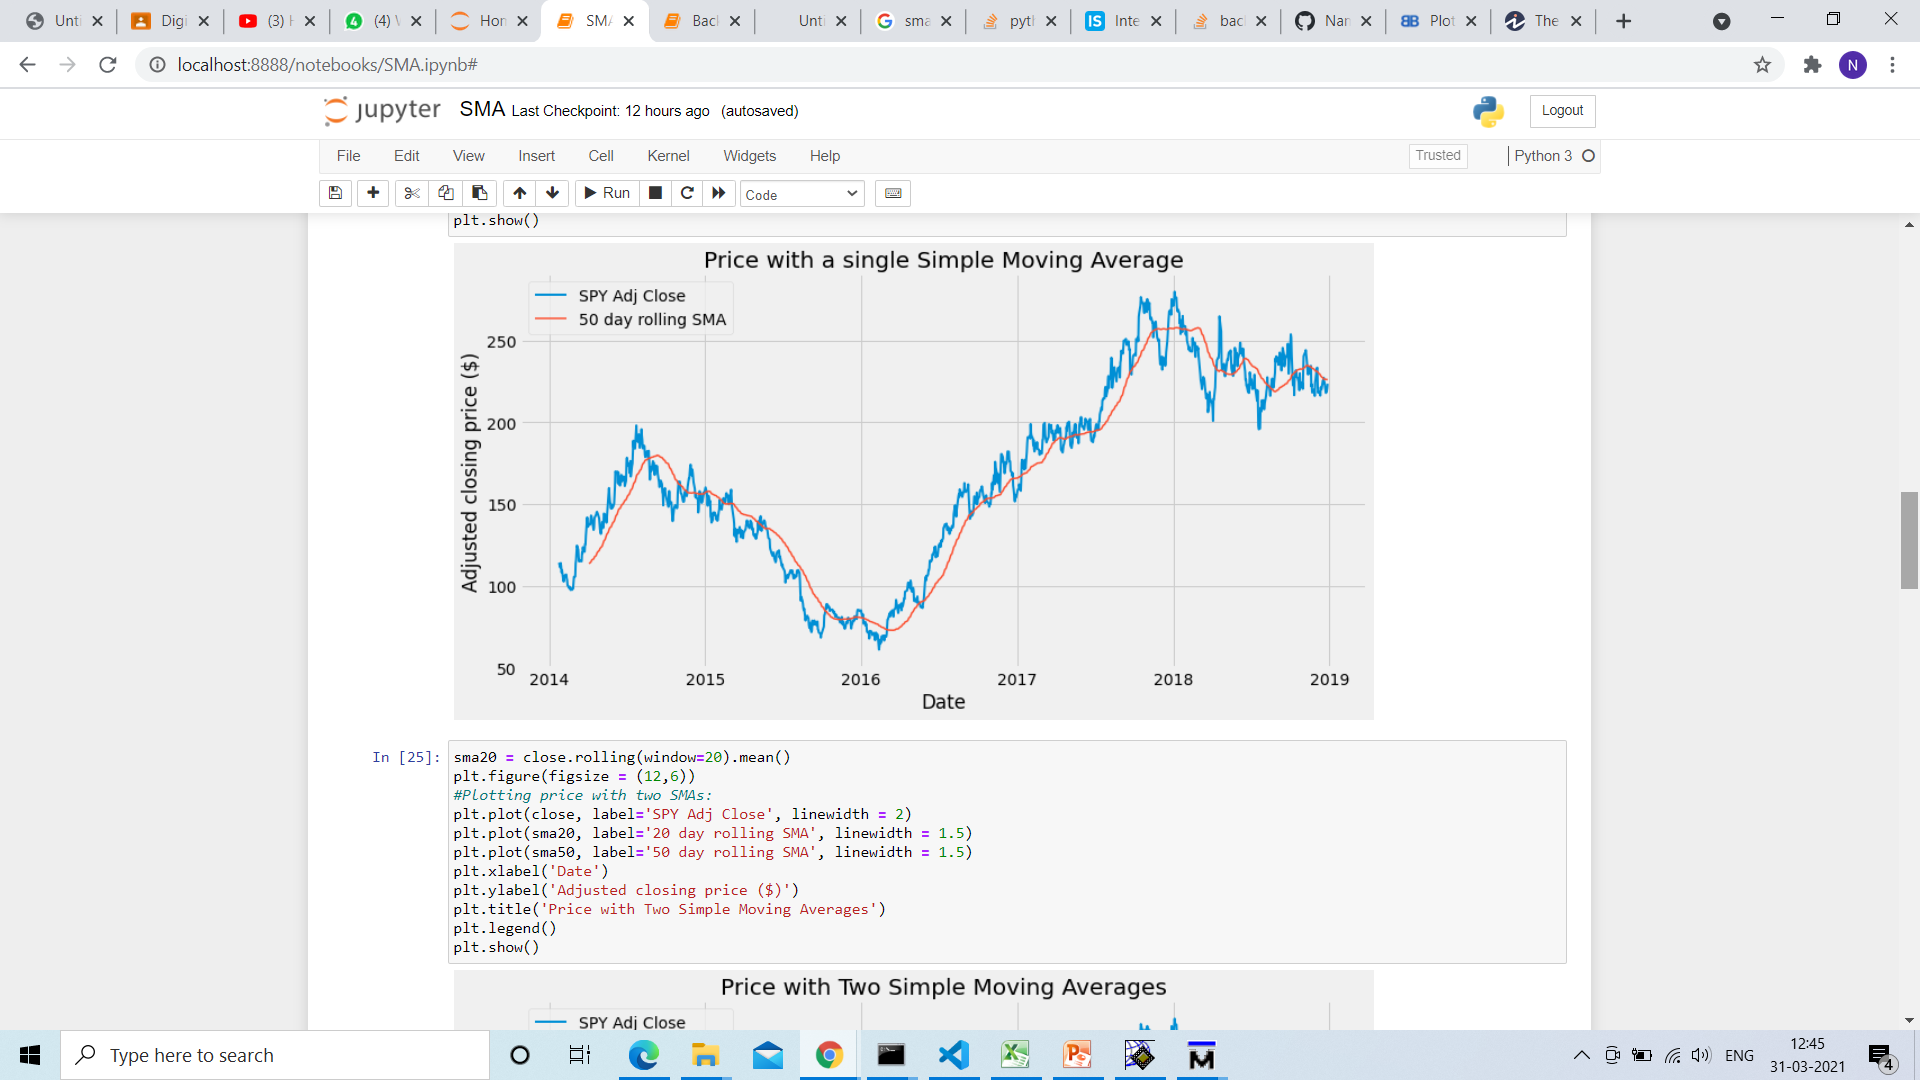 Unti
Digi
(3) H
(4) V
Hon
SMA
Back
Unti
sma
pyth
IS Inte
bacl
Nan
BB Plot
The
localhost:8888/notebooks/SMA.ipynb#
N
jupyter SMA Last Checkpoint: 12 hours ago (autosaved)
Logout
File Edit View Insert Cell Kernel Widgets Help
Trusted
Python 3
Run
Code
plt.show()
Price with a single Simple Moving Average
SPY Adj Close
50 day rolling SMA
Adjusted closing price ($)
250
200
150
100
50
2014 2015 2016 2017 2018 2019
Date
In [25]:
sma20 = close.rolling(window=20).mean()
plt.figure(figsize = (12,6))
#Plotting price with two SMAs:
plt.plot(close, label='SPY Adj Close', linewidth = 2)
plt.plot(sma20, label='20 day rolling SMA', linewidth = 1.5)
plt.plot(sma50, label='50 day rolling SMA', linewidth = 1.5)
plt.xlabel('Date')
plt.ylabel('Adjusted closing price ($)')
plt.title('Price with Two Simple Moving Averages')
plt.legend()
plt.show()
Price with Two Simple Moving Averages
SPY Adj Close
Type here to search
ENG
12:45
31-03-2021
4